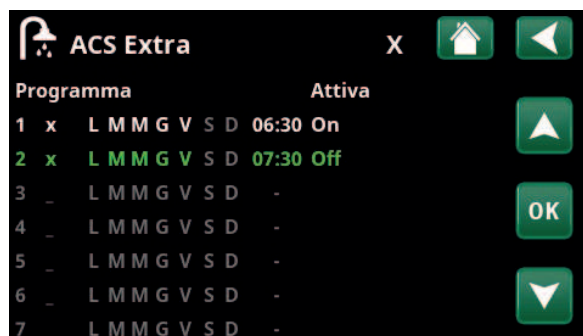 ACS Extra X
Programma Attiva
1 x L M M G V S D 06:30 On
2 x L M M G V S D 07:30 Off
3 _ L M M G V S D -
4 _ L M M G V S D -
OK
5 _ L M M G V S D -
6 _ L M M G V S D -
7 L M M G V S D -